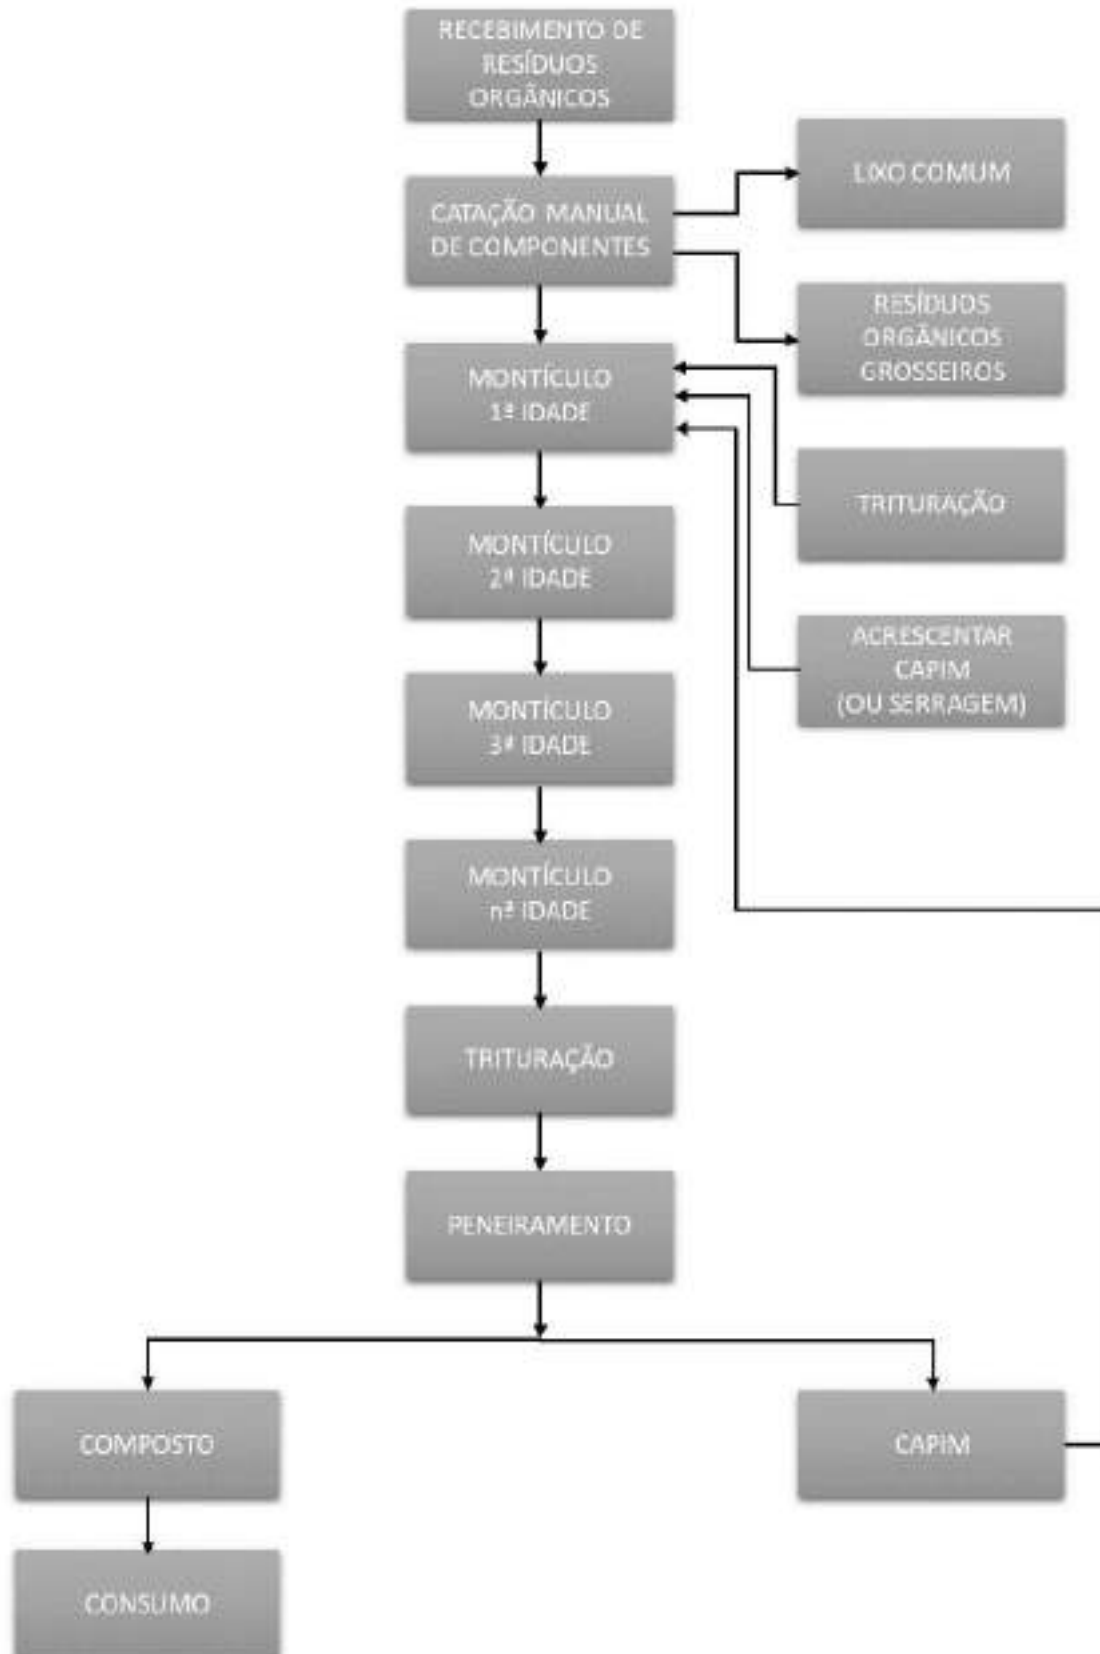 RECEBIMENTO DE
RESÍDUOS
ORGÂNICOS
CATAÇÃO MANUAL
DE COMPONENTES
LIXO COMUM
RESÍDUOS
ORGÂNICOS
GROSSEIROS
MONTÍCULO
1ª IDADE
TRITURAÇÃO
MONTÍCULO
2ª IDADE
ACRESCENTAR
CAPIM
(OU SERRAGEM)
MONTÍCULO
3ª IDADE
MONTÍCULO
nª IDADE
TRITURAÇÃO
PENEIRAMENTO
COMPOSTO
CAPIM
CONSUMO